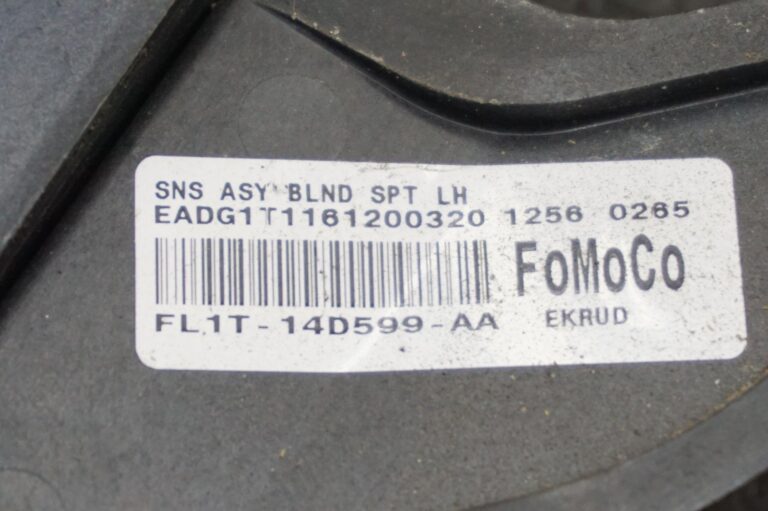 SNS ASY BLND SPT LH
EADG1T1161200320 1256 0265
FoMoCo
FL1T-14D599-AA EKRUD